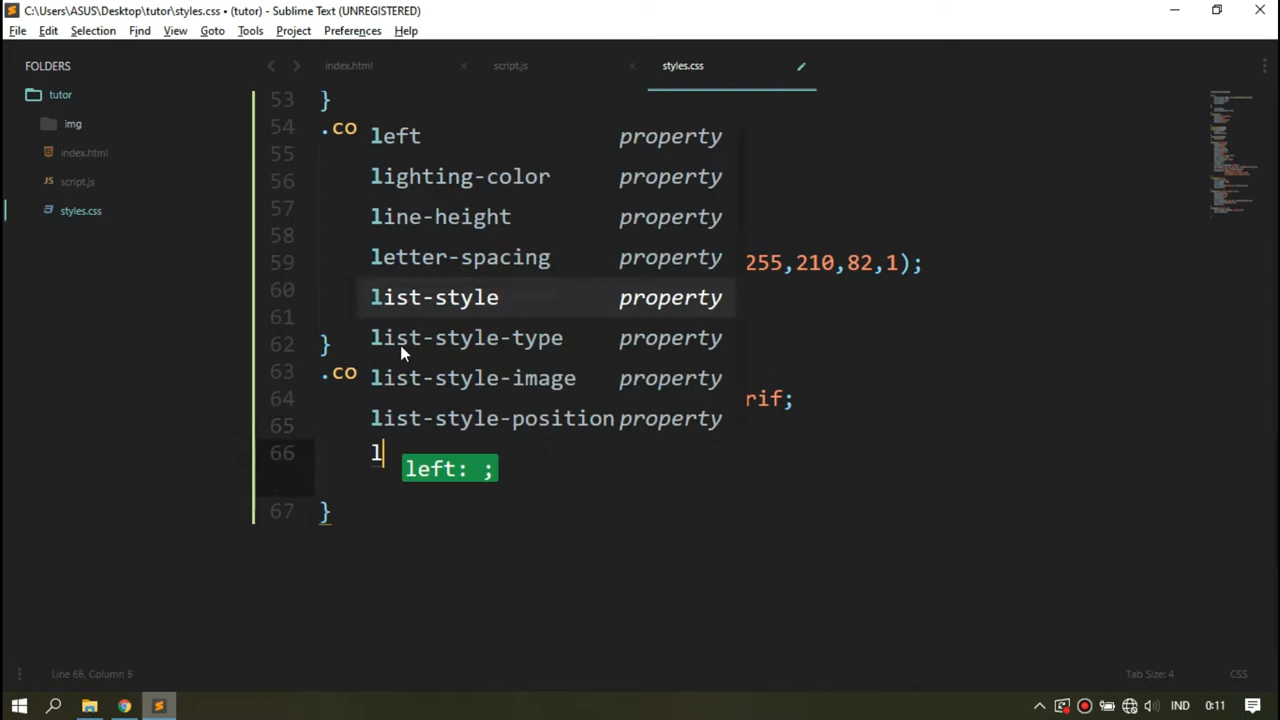 C:\Users\ASUS\Desktop\tutor\styles.css • (tutor) - Sublime Text (UNREGISTERED)
File Edit Selection Find View Goto Tools Project Preferences Help
FOLDERS
tutor
img
index.html
script.js
styles.css
index.html
script.js
styles.css
53 }
54 .co
55
56
57
58
59 255,210,82,1);
60
61
62 }
63 .co
64 rif;
65
66 l
67 }
left property
lighting-color property
line-height property
letter-spacing property
list-style property
list-style-type property
list-style-image property
list-style-position property
left: ;
Line 66, Column 5
Tab Size: 4
CSS
IND
0:11